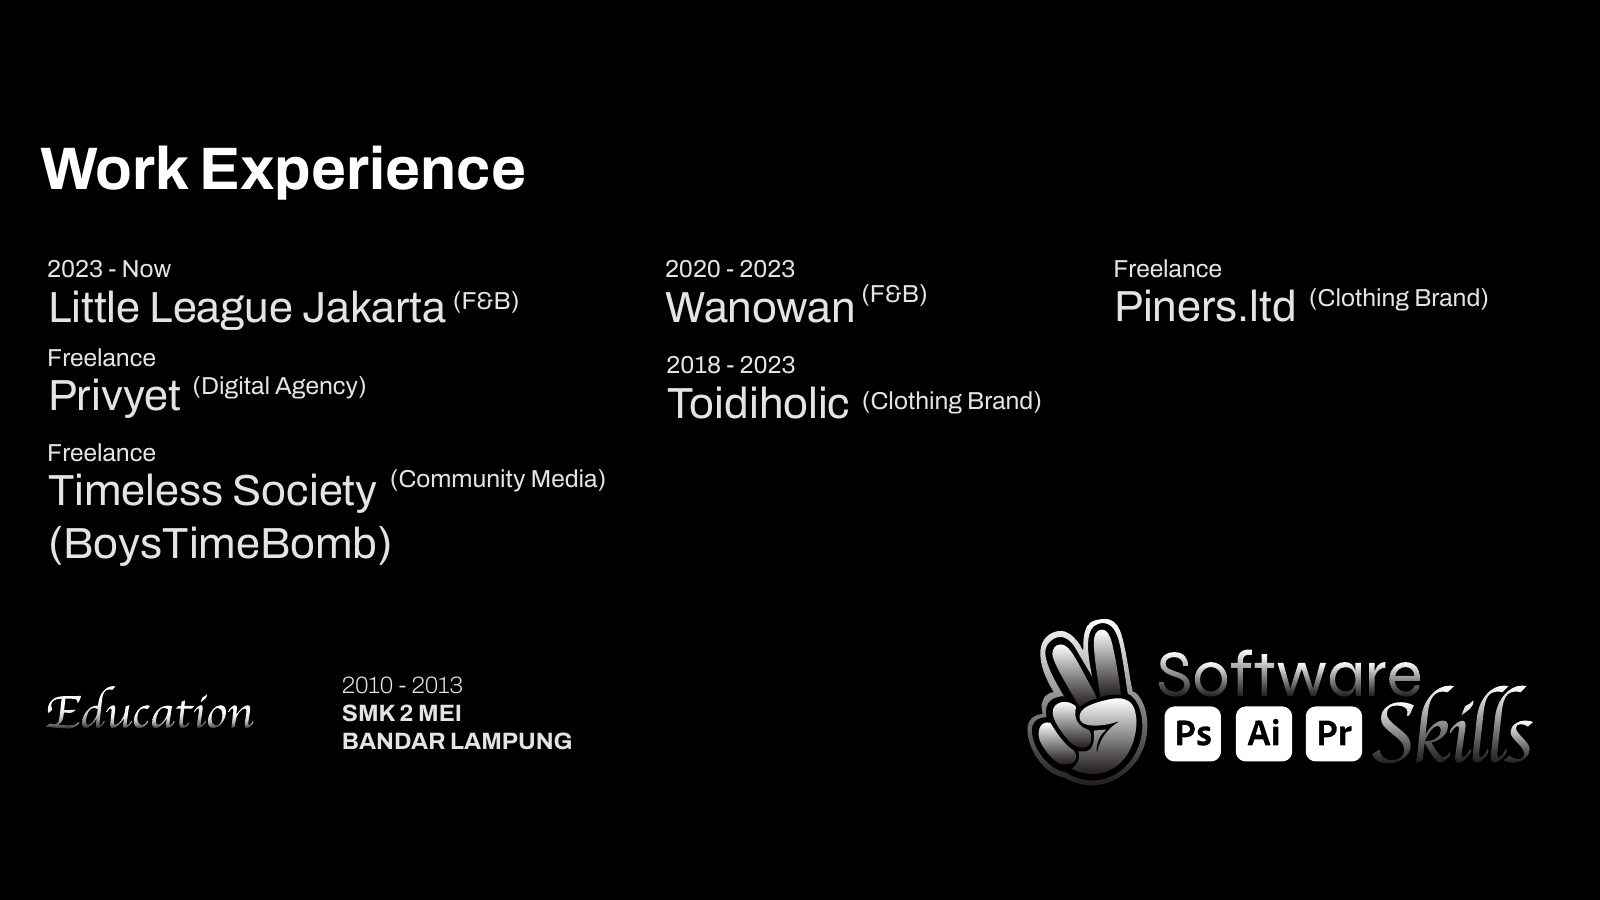 Work Experience
2023 - Now
Little League Jakarta (F&B)
Freelance
Privyet (Digital Agency)
Freelance
Timeless Society (Community Media)
(BoysTimeBomb)
2020 - 2023
Wanowan (F&B)
2018 - 2023
Toidiholic (Clothing Brand)
Freelance
Piners.ltd (Clothing Brand)
Education
2010 - 2013
SMK 2 MEI
BANDAR LAMPUNG
Software
Ps Ai Pr Skills